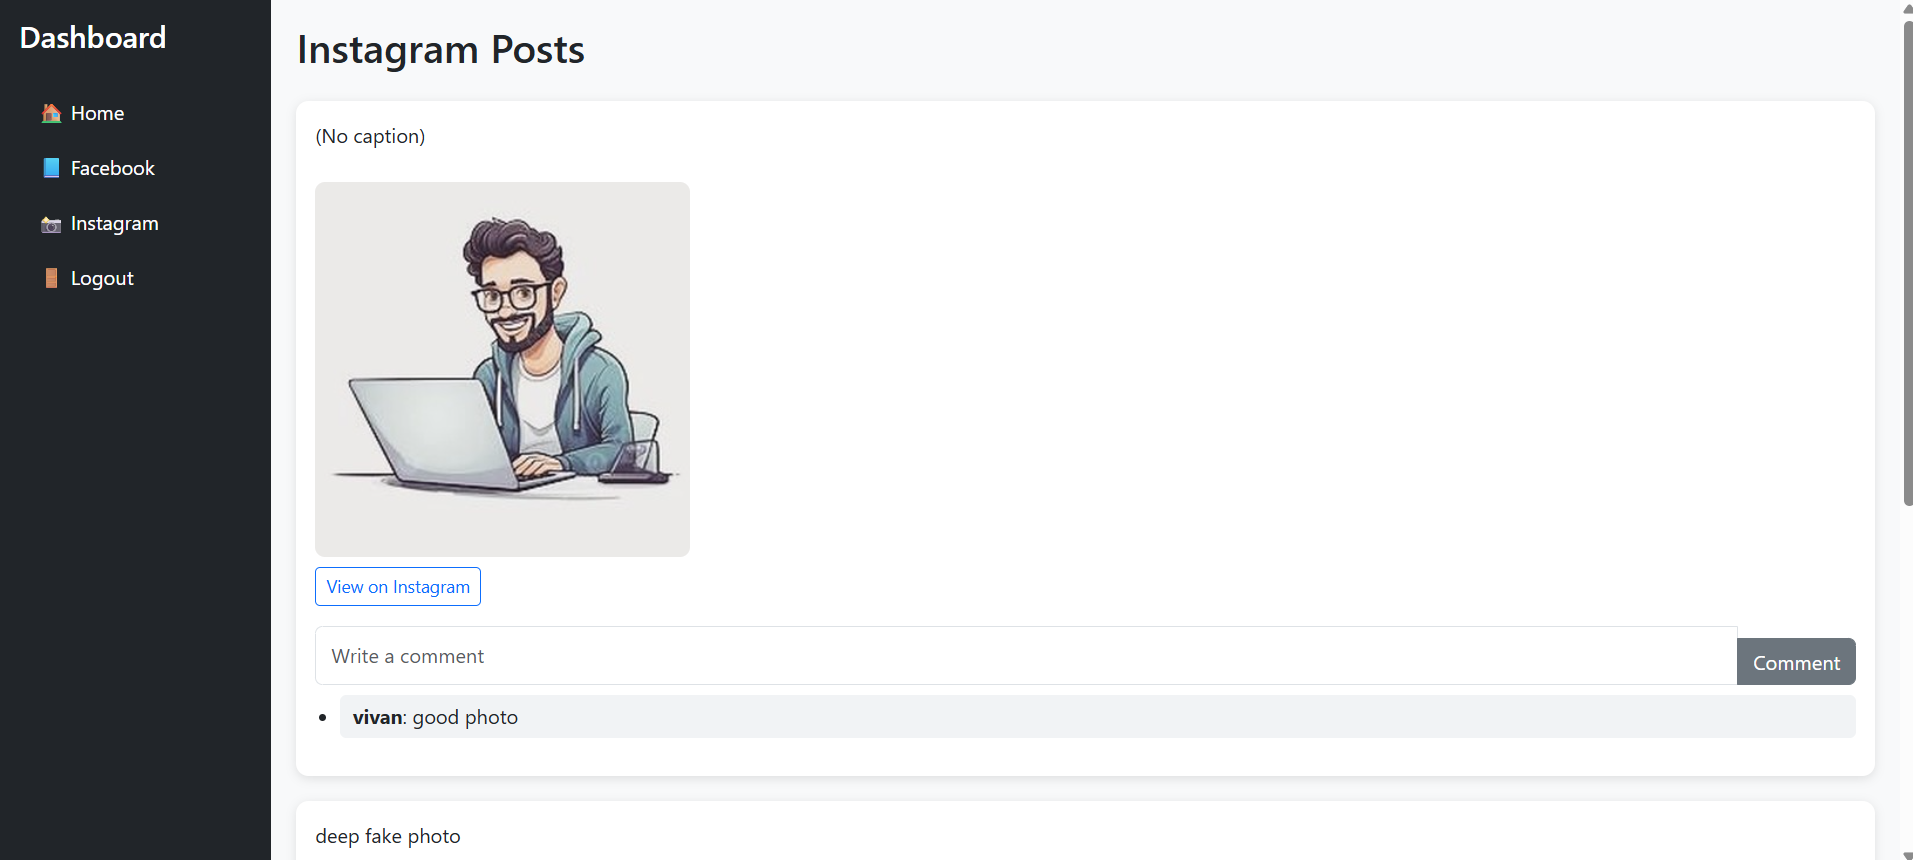 Dashboard
Home
Facebook
Instagram
Logout
Instagram Posts
(No caption)
View on Instagram
Write a comment
Comment
vivan: good photo
deep fake photo